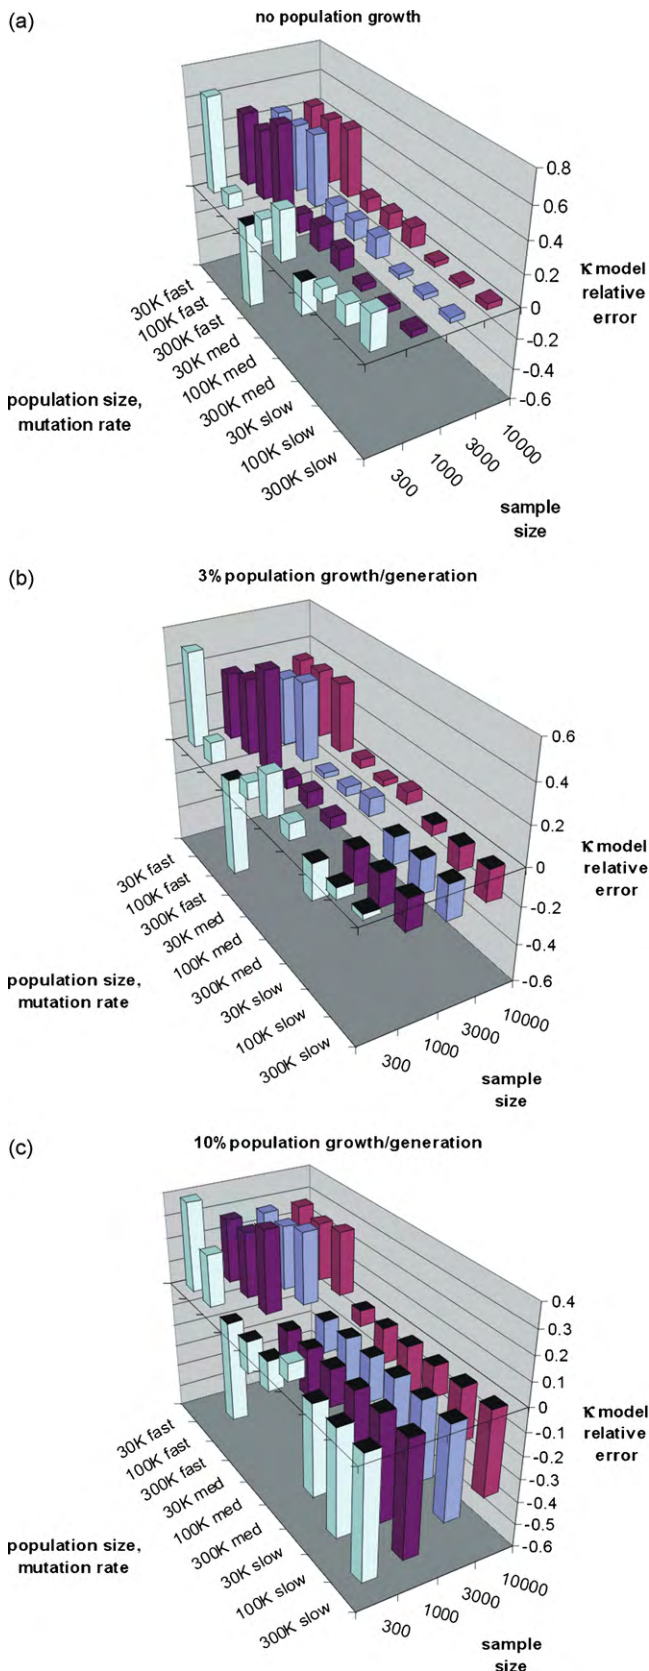 (a)
no population growth
0.8
0.6
0.4
0.2
0
-0.2
-0.4
-0.6
κ model
relative
error
30K fast
100K fast
300K fast
30K med
100K med
300K med
30K slow
100K slow
300K slow
population size,
mutation rate
300
1000
3000
10000
sample
size
(b)
3% population growth/generation
0.6
0.4
0.2
0
-0.2
-0.4
-0.6
κ model
relative
error
30K fast
100K fast
300K fast
30K med
100K med
300K med
30K slow
100K slow
300K slow
population size,
mutation rate
300
1000
3000
10000
sample
size
(c)
10% population growth/generation
0.4
0.3
0.2
0.1
0
-0.1
-0.2
-0.3
-0.4
-0.5
-0.6
κ model
relative
error
30K fast
100K fast
300K fast
30K med
100K med
300K med
30K slow
100K slow
300K slow
population size,
mutation rate
300
1000
3000
10000
sample
size